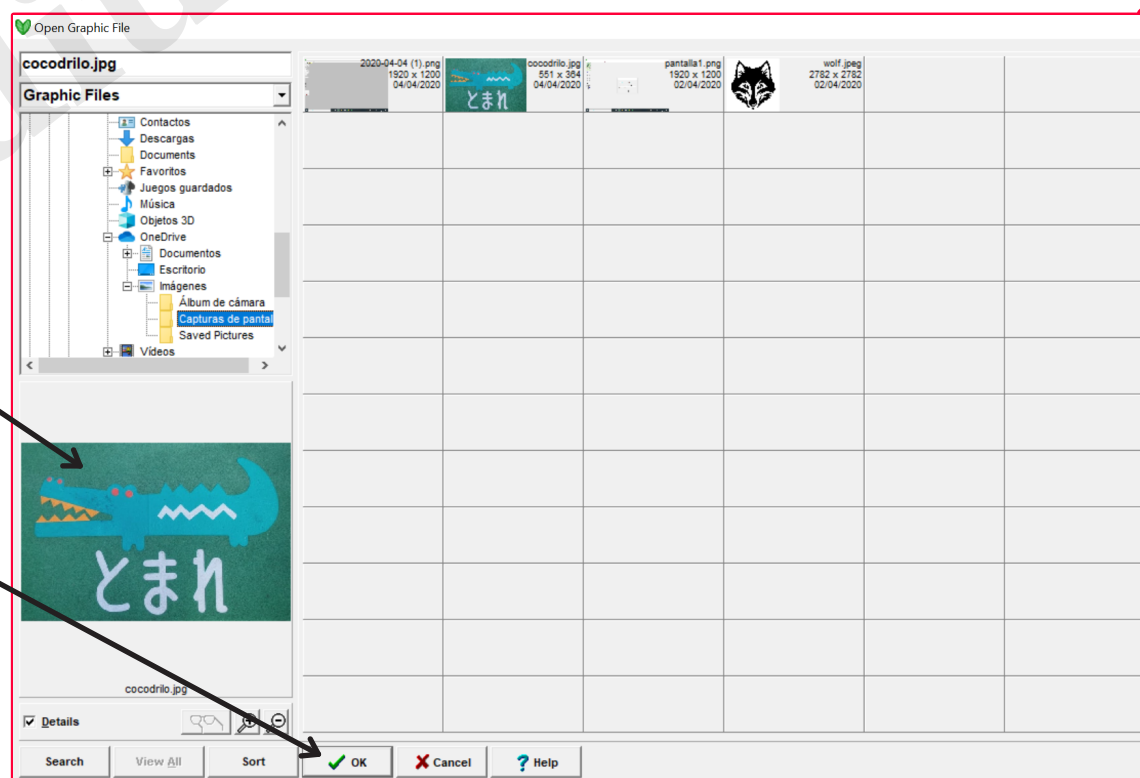 Open Graphic File
cocodrilo.jpg
Graphic Files
Contactos
Descargas
Documents
Favoritos
Juegos guardados
Música
Objetos 3D
OneDrive
Documentos
Escritorio
Imágenes
Álbum de cámara
Capturas de pantal
Saved Pictures
Vídeos
とまれ
cocodrilo.jpg
Details
Search
View All
Sort
2020-04-04 (1).png
1920 x 1200
04/04/2020
cocodrilo.jpg
551 x 364
04/04/2020
とまれ
pantalla1.png
1920 x 1200
02/04/2020
wolf.jpeg
2782 x 2782
02/04/2020
OK
Cancel
? Help